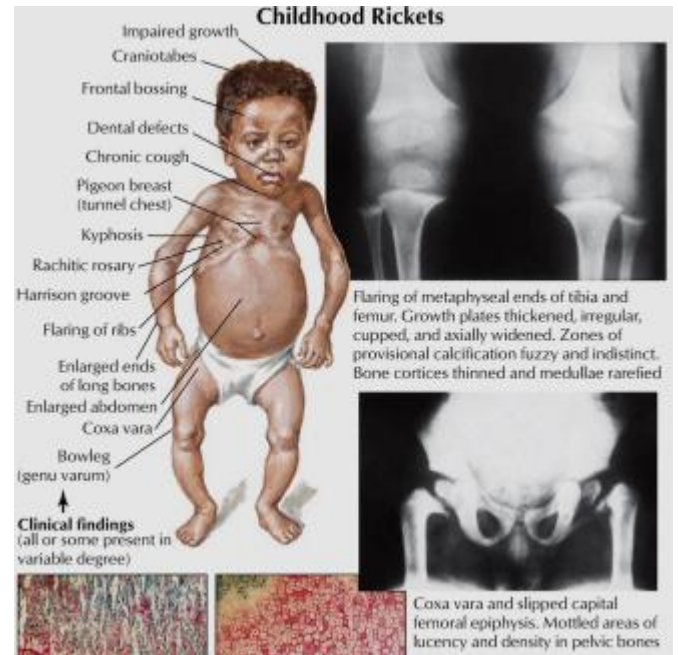 Childhood Rickets
Impaired growth
Craniotabes
Frontal bossing
Dental defects
Chronic cough
Pigeon breast
(tunnel chest)
Kyphosis
Rachitic rosary
Harrison groove
Flaring of ribs
Enlarged ends
of long bones
Enlarged abdomen
Coxa vara
Bowleg
(genu varum)
Clinical findings
(all or some present in
variable degree)
Flaring of metaphyseal ends of tibia and
femur. Growth plates thickened, irregular,
cupped, and axially widened. Zones of
provisional calcification fuzzy and indistinct.
Bone cortices thinned and medullae rarefied
Coxa vara and slipped capital
femoral epiphysis. Mottled areas of
lucency and density in pelvic bones